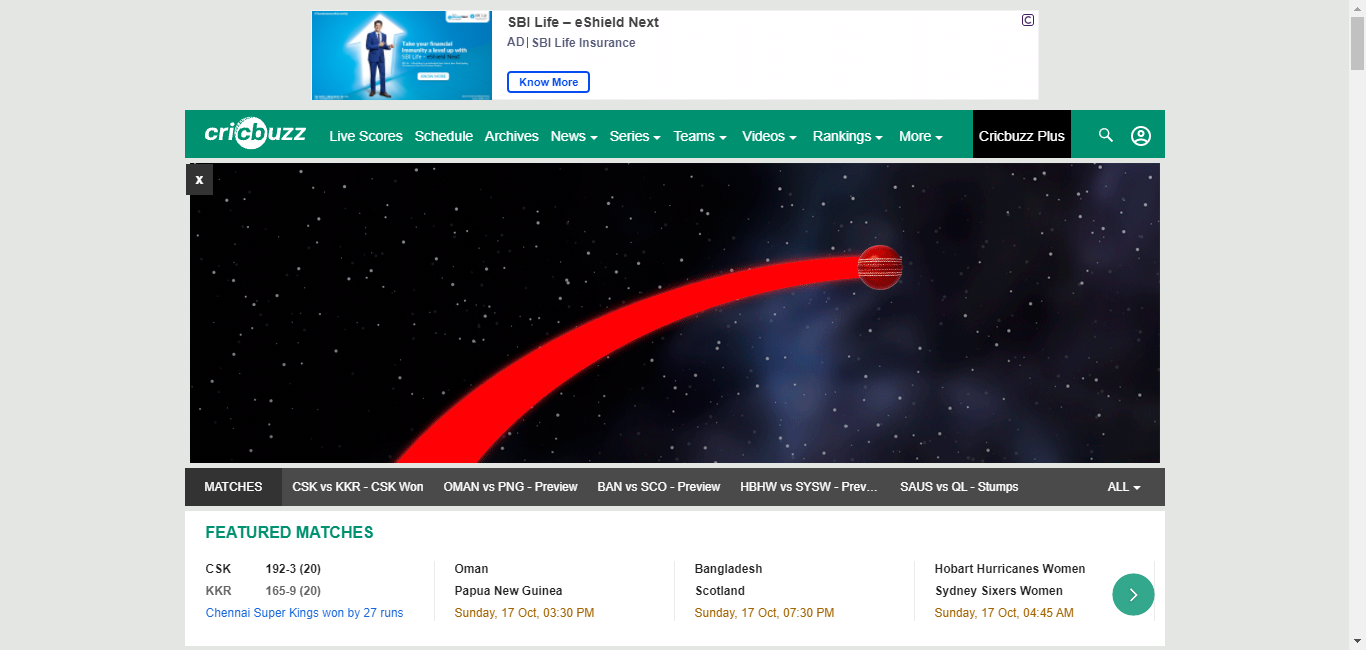 SBI Life – eShield Next
AD| SBI Life Insurance
Know More
Take your financial
immunity a level up with
SBI Life - eShield Next
KNOW MORE
cricbuzz
Live Scores Schedule Archives News Series Teams Videos Rankings More Cricbuzz Plus
x
MATCHES CSK vs KKR - CSK Won OMAN vs PNG - Preview BAN vs SCO - Preview HBHW vs SYSW - Prev... SAUS vs QL - Stumps ALL
FEATURED MATCHES
CSK 192-3 (20)
KKR 165-9 (20)
Chennai Super Kings won by 27 runs
Oman
Papua New Guinea
Sunday, 17 Oct, 03:30 PM
Bangladesh
Scotland
Sunday, 17 Oct, 07:30 PM
Hobart Hurricanes Women
Sydney Sixers Women
Sunday, 17 Oct, 04:45 AM